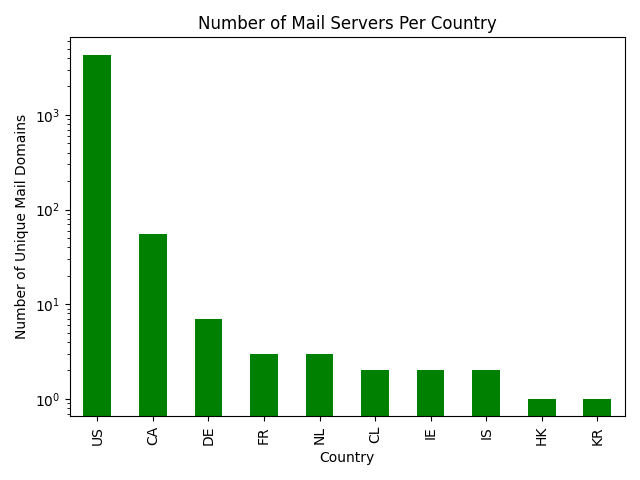 Number of Mail Servers Per Country
Number of Unique Mail Domains
10³
10²
10¹
10⁰
US CA DE FR NL CL IE IS HK KR
Country